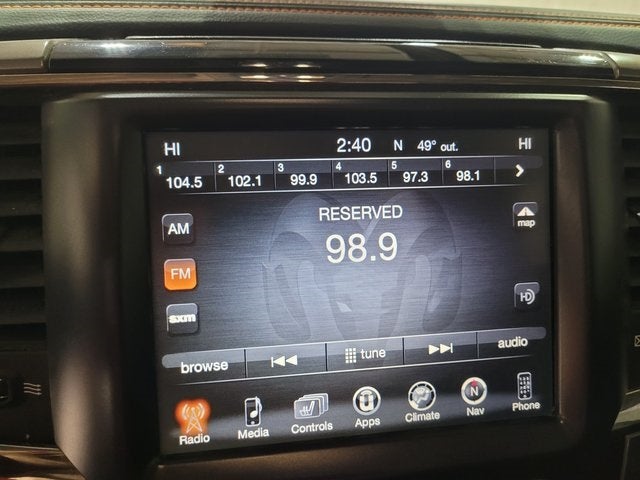 HI 2:40 N 49° out. HI
1 104.5 2 102.1 3 99.9 4 103.5 5 97.3 6 98.1
RESERVED
98.9
AM
map
FM
sxm
HD
browse tune audio
Radio Media Controls Apps Climate N Nav Phone